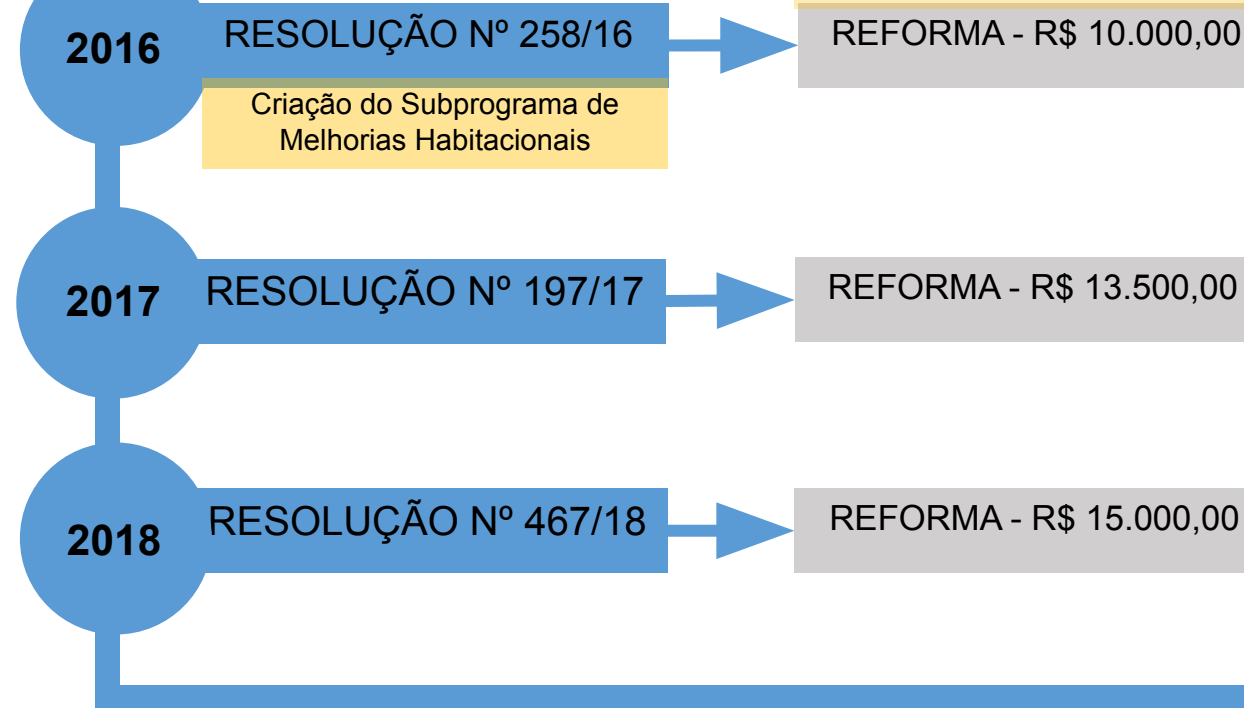 2016
RESOLUÇÃO Nº 258/16
REFORMA - R$ 10.000,00
Criação do Subprograma de
Melhorias Habitacionais
2017
RESOLUÇÃO Nº 197/17
REFORMA - R$ 13.500,00
2018
RESOLUÇÃO Nº 467/18
REFORMA - R$ 15.000,00